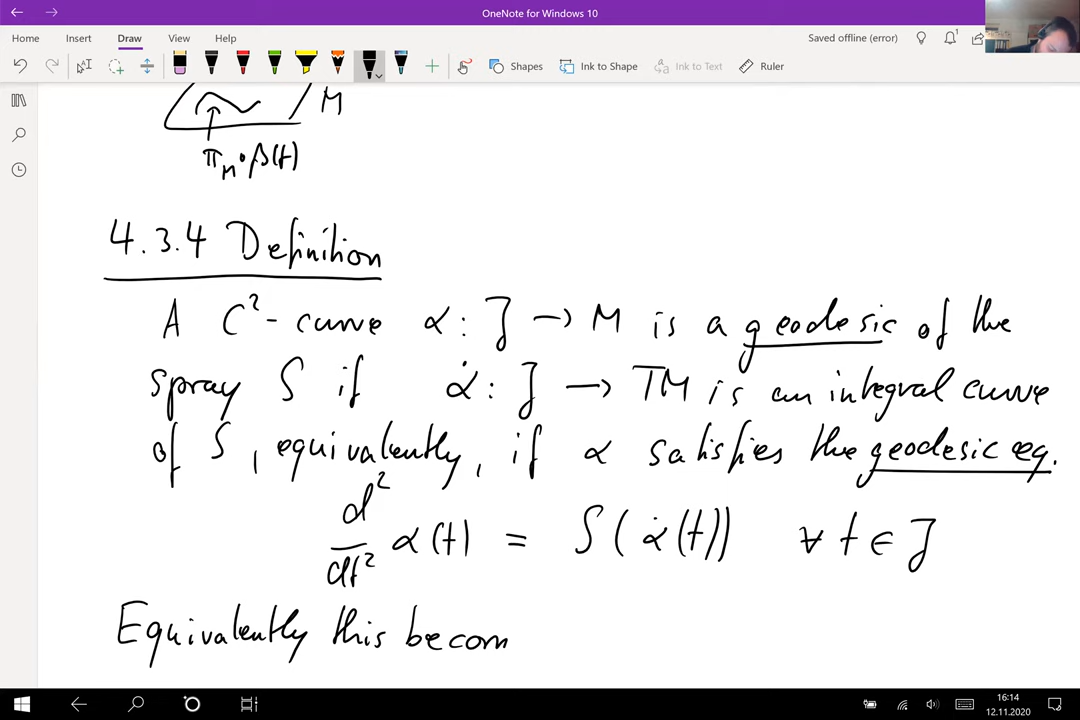 OneNote for Windows 10
Home Insert Draw View Help Saved offline (error)
Shapes Ink to Shape Ink to Text Ruler
M
π_M ∘ β(t)
4.3.4 Definition
A C²-curve α : J → M is a geodesic of the
spray S if α̇ : J → TM is an integral curve
of S, equivalently, if α satisfies the geodesic eq.
d²/dt² α(t) = S(α̇(t)) ∀ t ∈ J
Equivalently this becom
16:14
12.11.2020